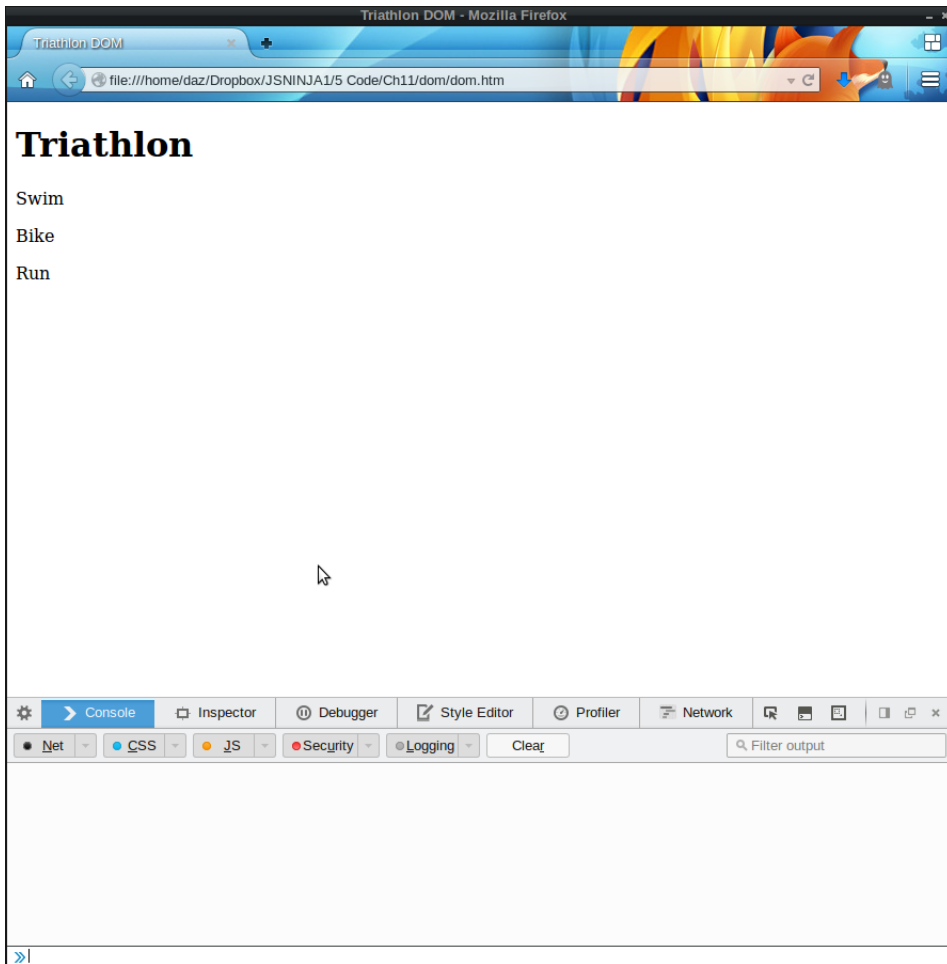 Triathlon DOM - Mozilla Firefox
Triathlon DOM
file:///home/daz/Dropbox/JSNINJA1/5 Code/Ch11/dom/dom.htm
Triathlon
Swim
Bike
Run
Console Inspector Debugger Style Editor Profiler Network
Net CSS JS Security Logging Clear Filter output